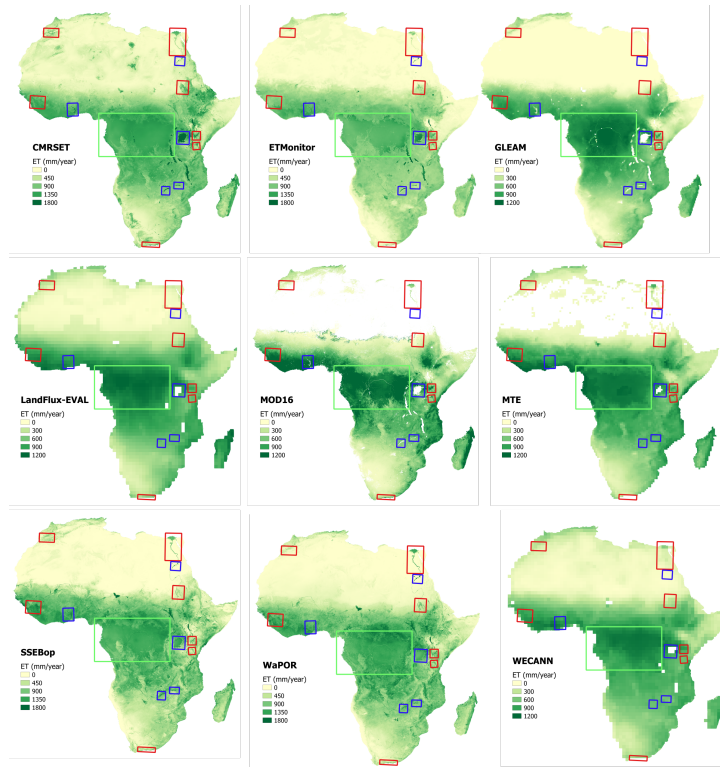 CMRSET
ET (mm/year)
0
450
900
1350
1800
ETMonitor
ET(mm/year)
0
450
900
1350
1800
GLEAM
ET (mm/year)
0
300
600
900
1200
LandFlux-EVAL
ET (mm/year)
0
300
600
900
1200
MOD16
ET (mm/year)
0
300
600
900
1200
MTE
ET (mm/year)
0
300
600
900
1200
SSEBop
ET (mm/year)
0
450
900
1350
1800
WaPOR
ET (mm/year)
0
450
900
1350
1800
WECANN
ET (mm/year)
0
300
600
900
1200